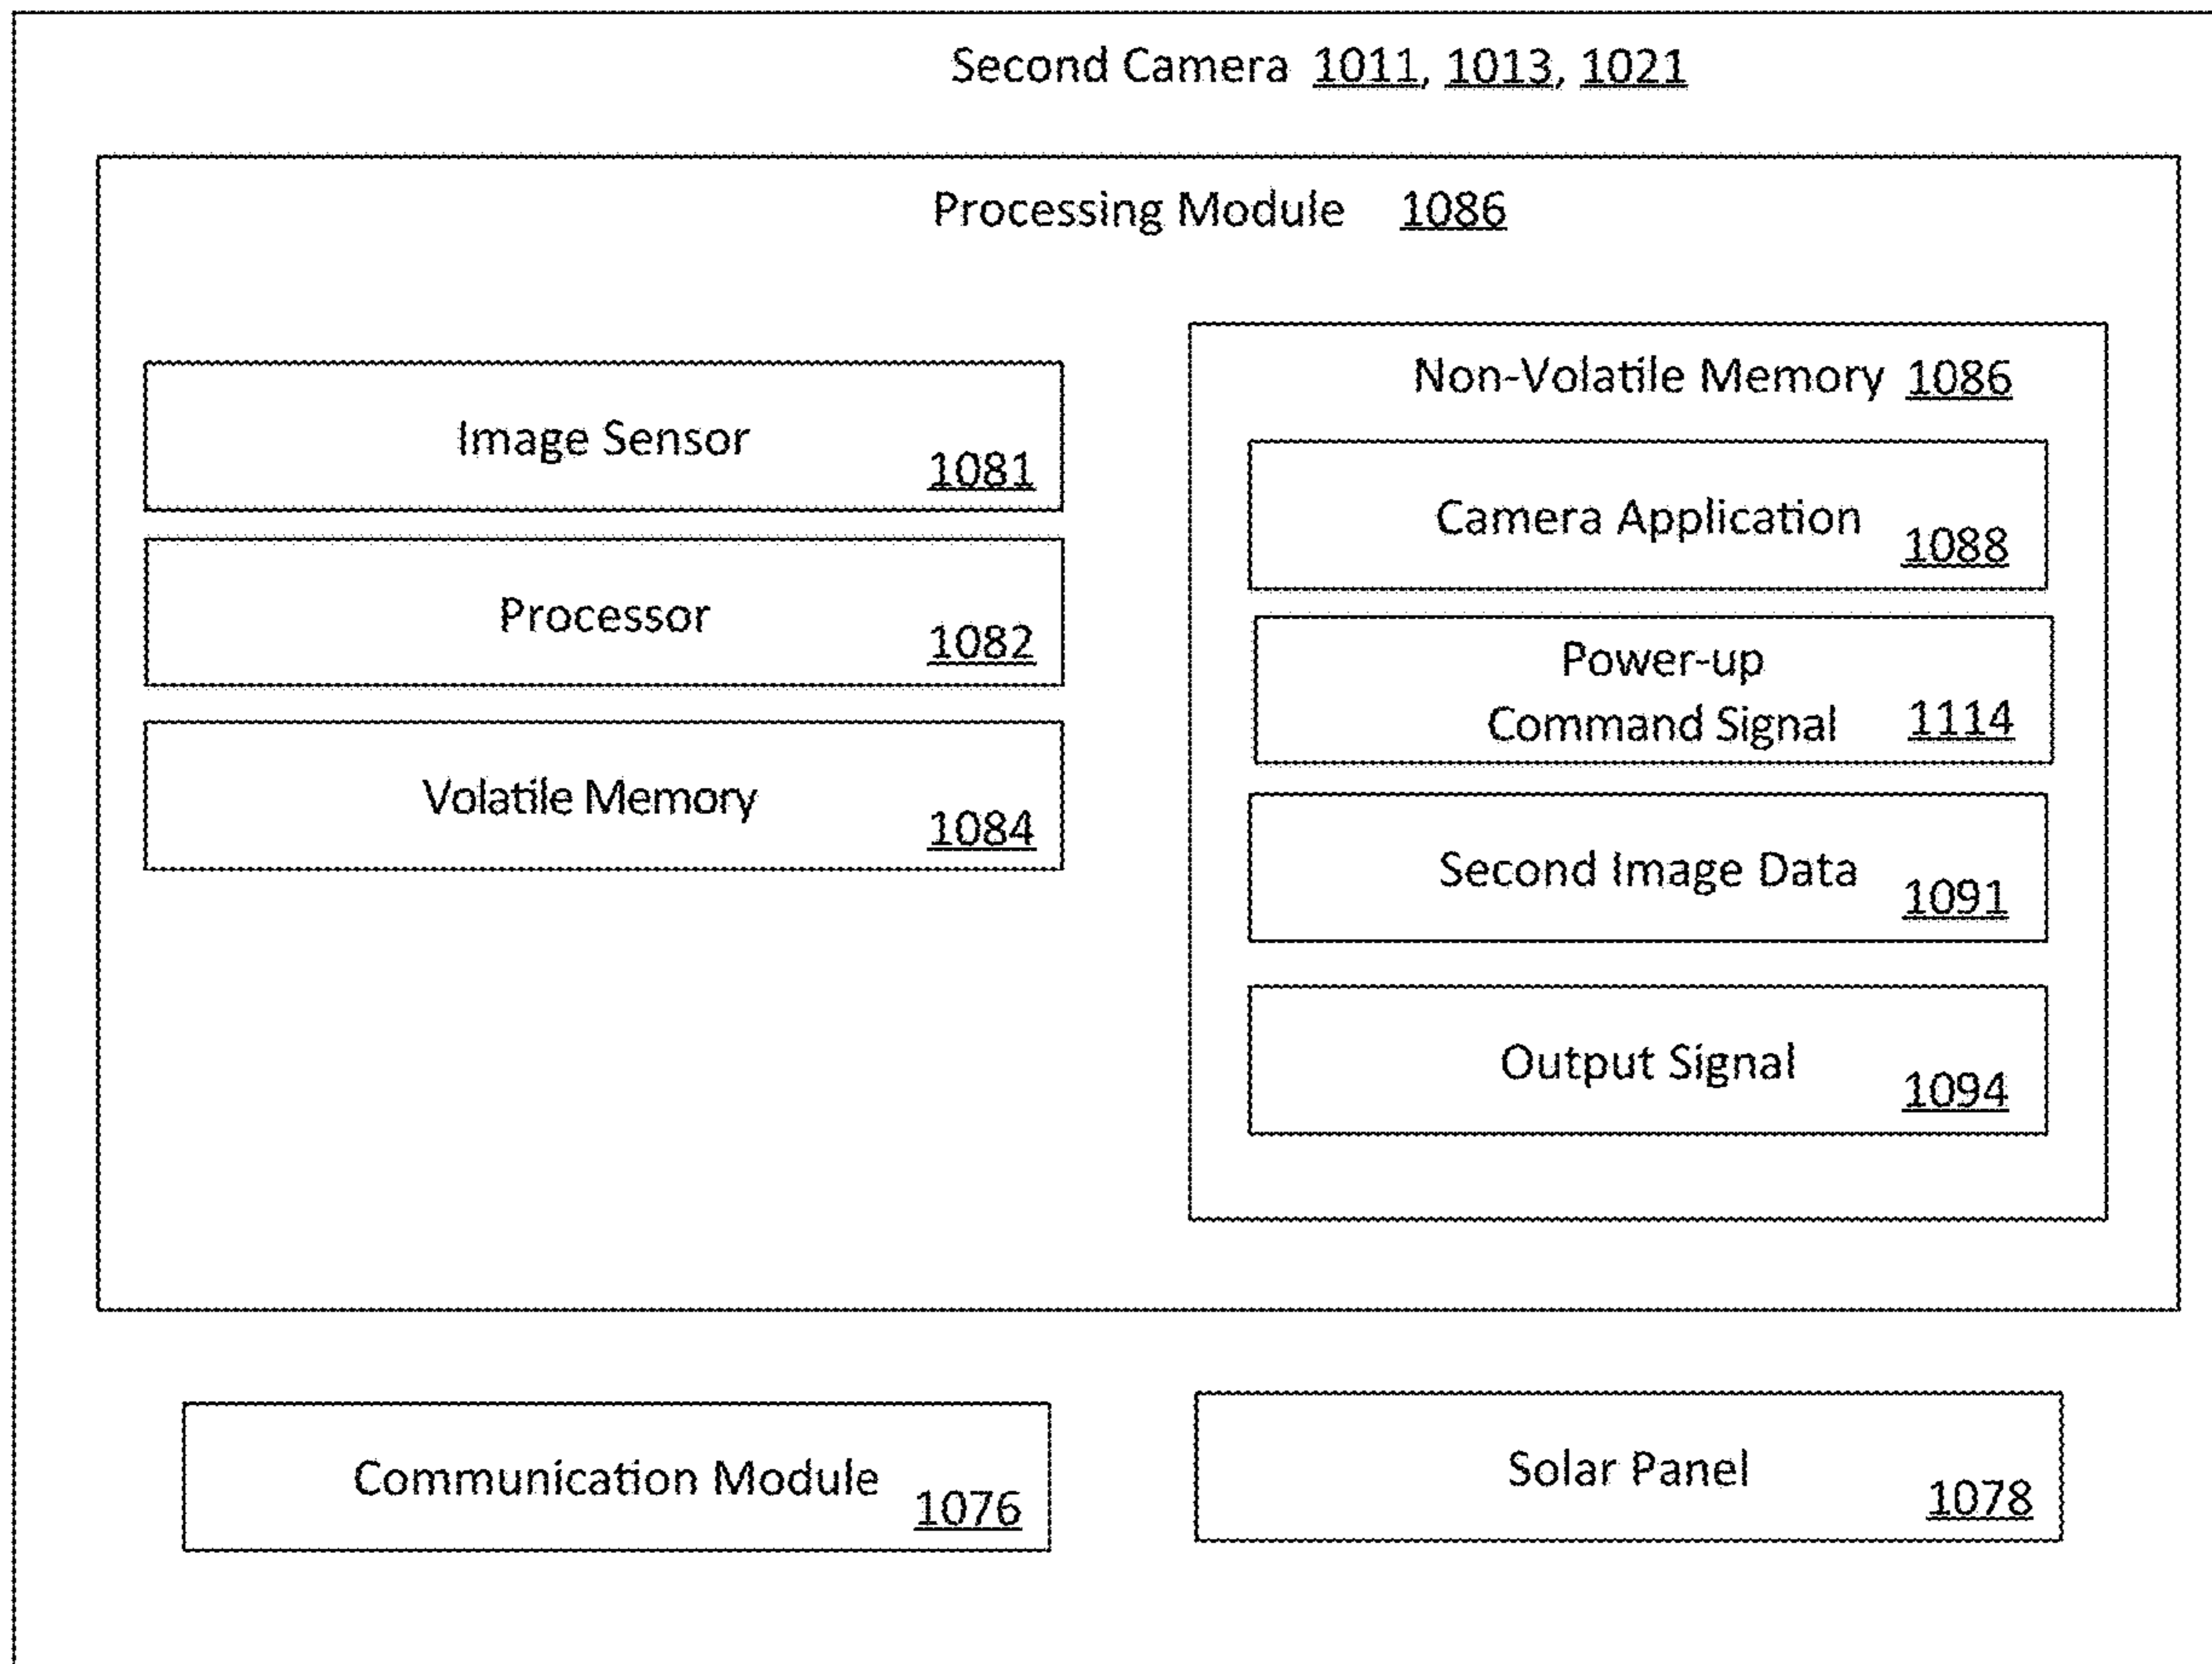 Second Camera 1011, 1013, 1021
Processing Module 1086
Image Sensor
1081
Processor
1082
Volatile Memory
1084
Non-Volatile Memory 1086
Camera Application
1088
Power-up
Command Signal 1114
Second Image Data
1091
Output Signal
1094
Communication Module
1076
Solar Panel
1078